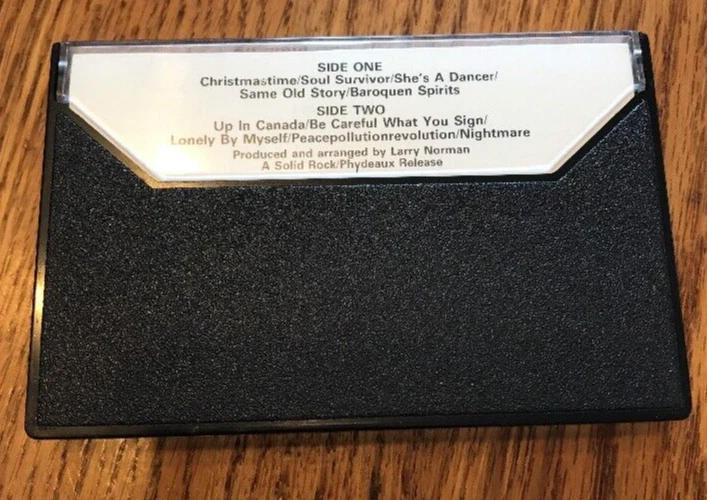 SIDE ONE
Christmastime/Soul Survivor/She's A Dancer/
Same Old Story/Baroquen Spirits
SIDE TWO
Up In Canada/Be Careful What You Sign/
Lonely By Myself/Peacepollutionrevolution/Nightmare
Produced and arranged by Larry Norman
A Solid Rock/Phydeaux Release